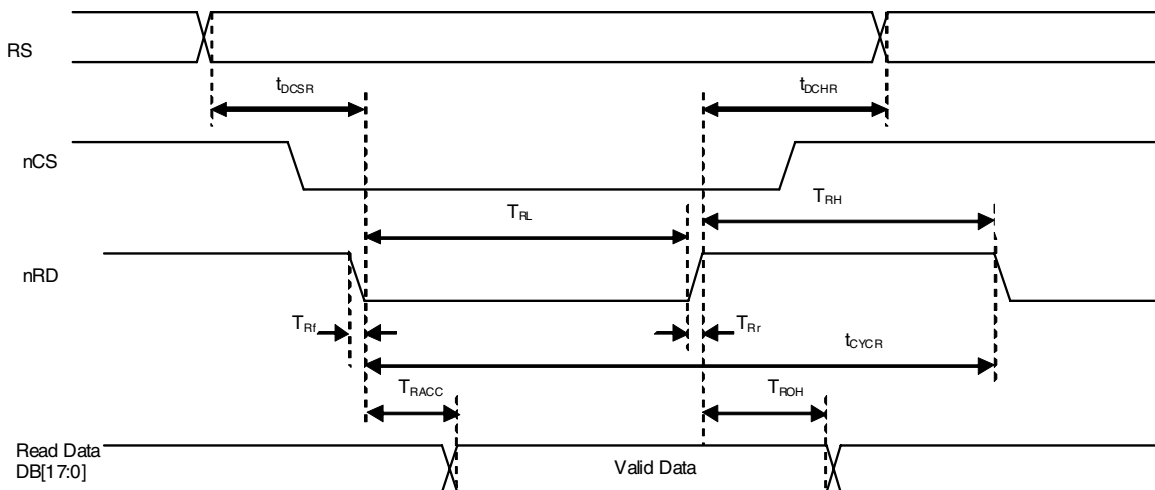 RS
tDCSR
tDCHR
nCS
TRL
TRH
nRD
TRf
TRr
tCYCR
TRACC
TROH
Read Data
DB[17:0]
Valid Data